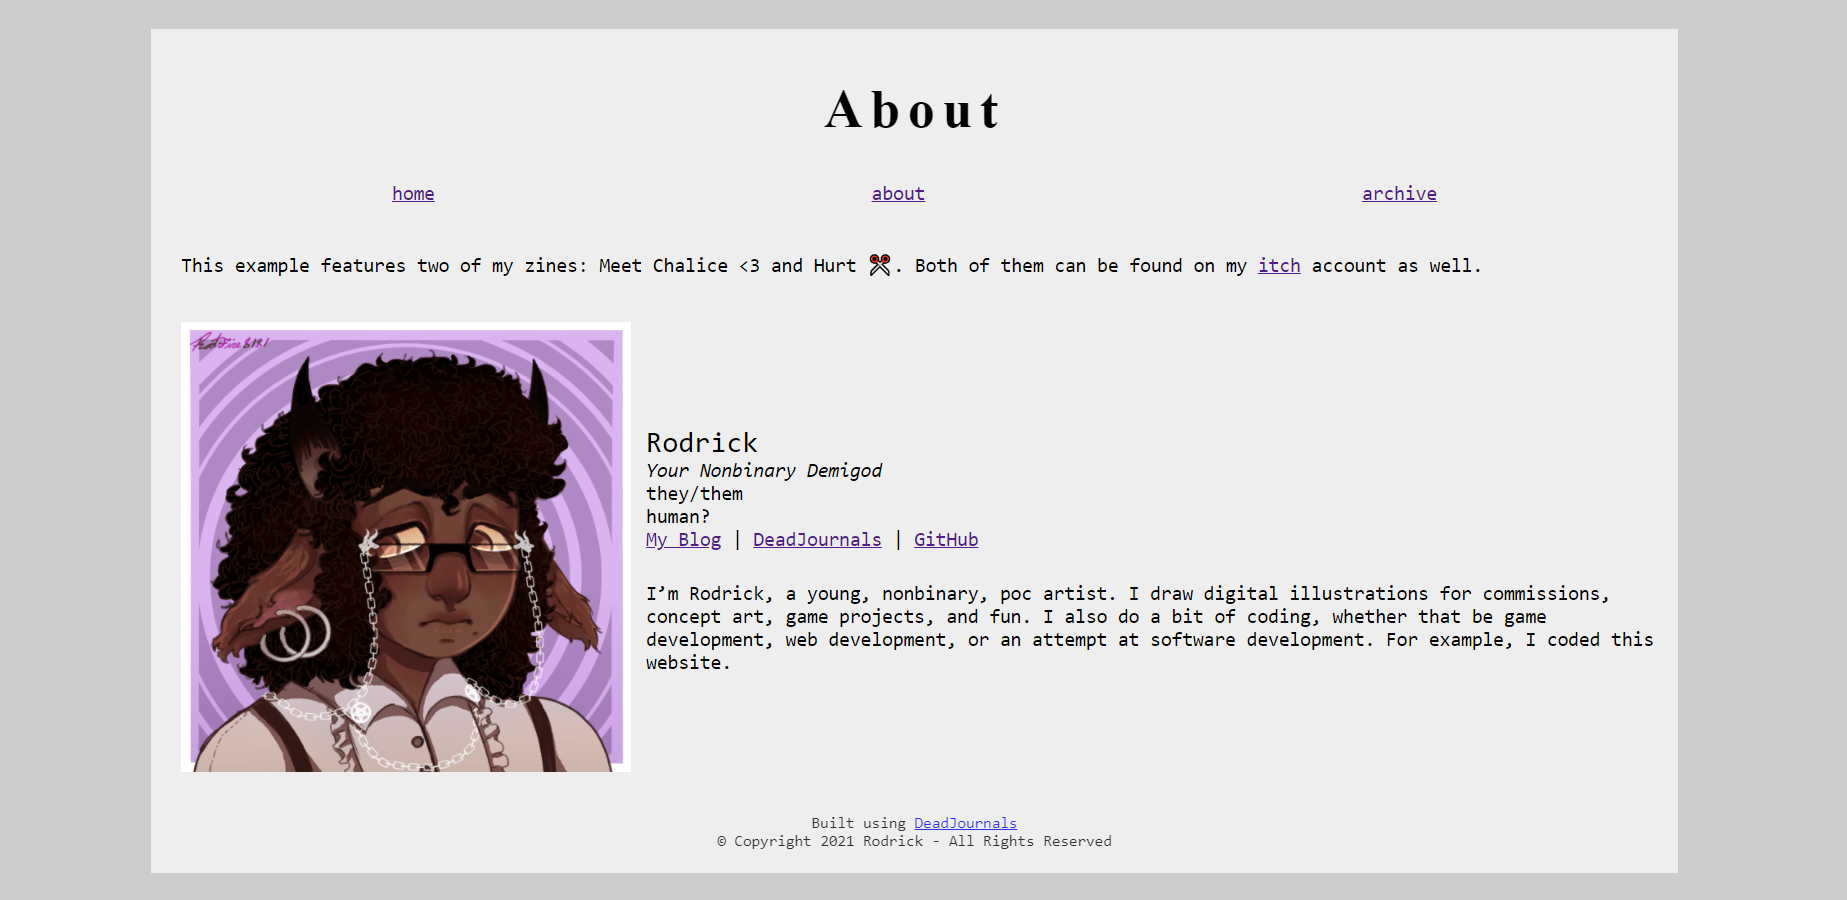 About
home about archive
This example features two of my zines: Meet Chalice <3 and Hurt . Both of them can be found on my itch account as well.
Rodrick
Your Nonbinary Demigod
they/them
human?
My Blog | DeadJournals | GitHub
I’m Rodrick, a young, nonbinary, poc artist. I draw digital illustrations for commissions,
concept art, game projects, and fun. I also do a bit of coding, whether that be game
development, web development, or an attempt at software development. For example, I coded this
website.
Built using DeadJournals
© Copyright 2021 Rodrick - All Rights Reserved